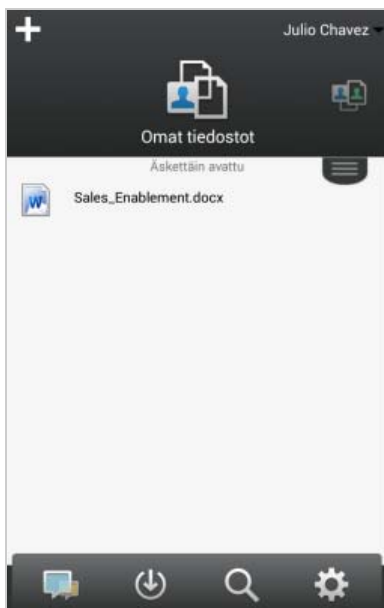 Julio Chavez
Omat tiedostot
Äskettäin avattu
Sales_Enablement.docx